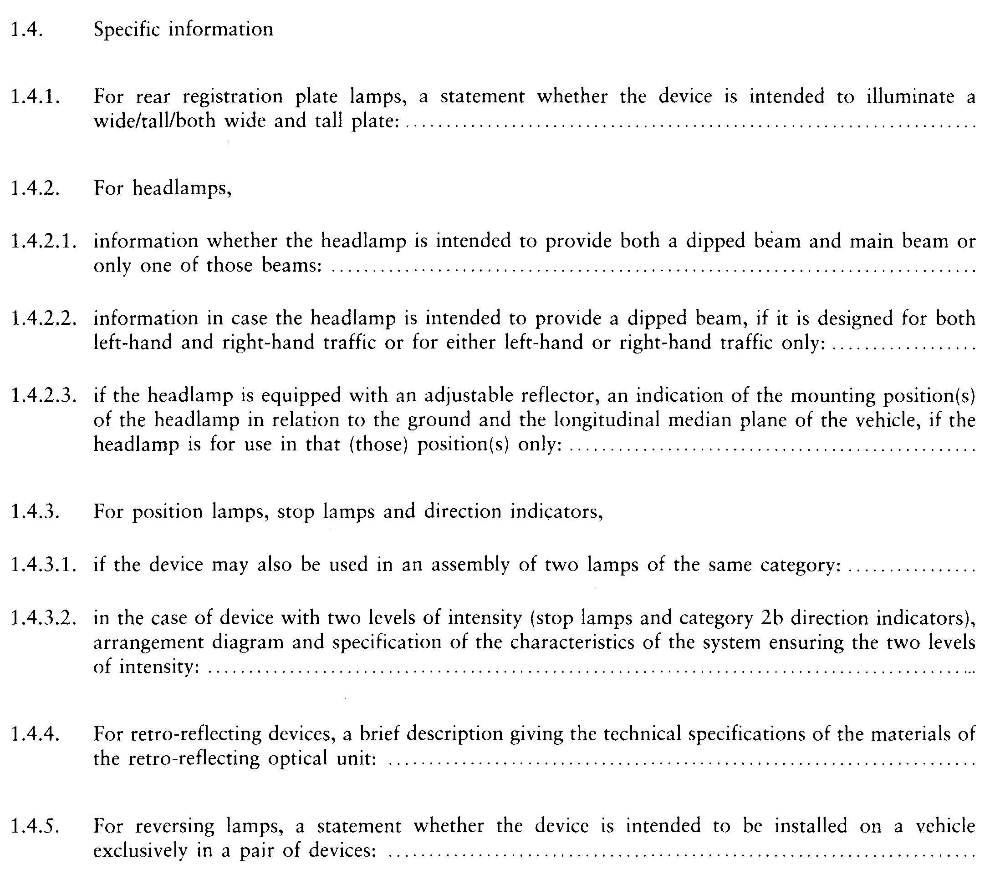 1.4. Specific information
1.4.1. For rear registration plate lamps, a statement whether the device is intended to illuminate a
wide/tall/both wide and tall plate: ......................................................................
1.4.2. For headlamps,
1.4.2.1. information whether the headlamp is intended to provide both a dipped beam and main beam or
only one of those beams: ................................................................................
1.4.2.2. information in case the headlamp is intended to provide a dipped beam, if it is designed for both
left-hand and right-hand traffic or for either left-hand or right-hand traffic only: ..................
1.4.2.3. if the headlamp is equipped with an adjustable reflector, an indication of the mounting position(s)
of the headlamp in relation to the ground and the longitudinal median plane of the vehicle, if the
headlamp is for use in that (those) position(s) only: ..................................................
1.4.3. For position lamps, stop lamps and direction indicators,
1.4.3.1. if the device may also be used in an assembly of two lamps of the same category: ................
1.4.3.2. in the case of device with two levels of intensity (stop lamps and category 2b direction indicators),
arrangement diagram and specification of the characteristics of the system ensuring the two levels
of intensity: ...............................................................................................
1.4.4. For retro-reflecting devices, a brief description giving the technical specifications of the materials of
the retro-reflecting optical unit: ........................................................................
1.4.5. For reversing lamps, a statement whether the device is intended to be installed on a vehicle
exclusively in a pair of devices: ........................................................................